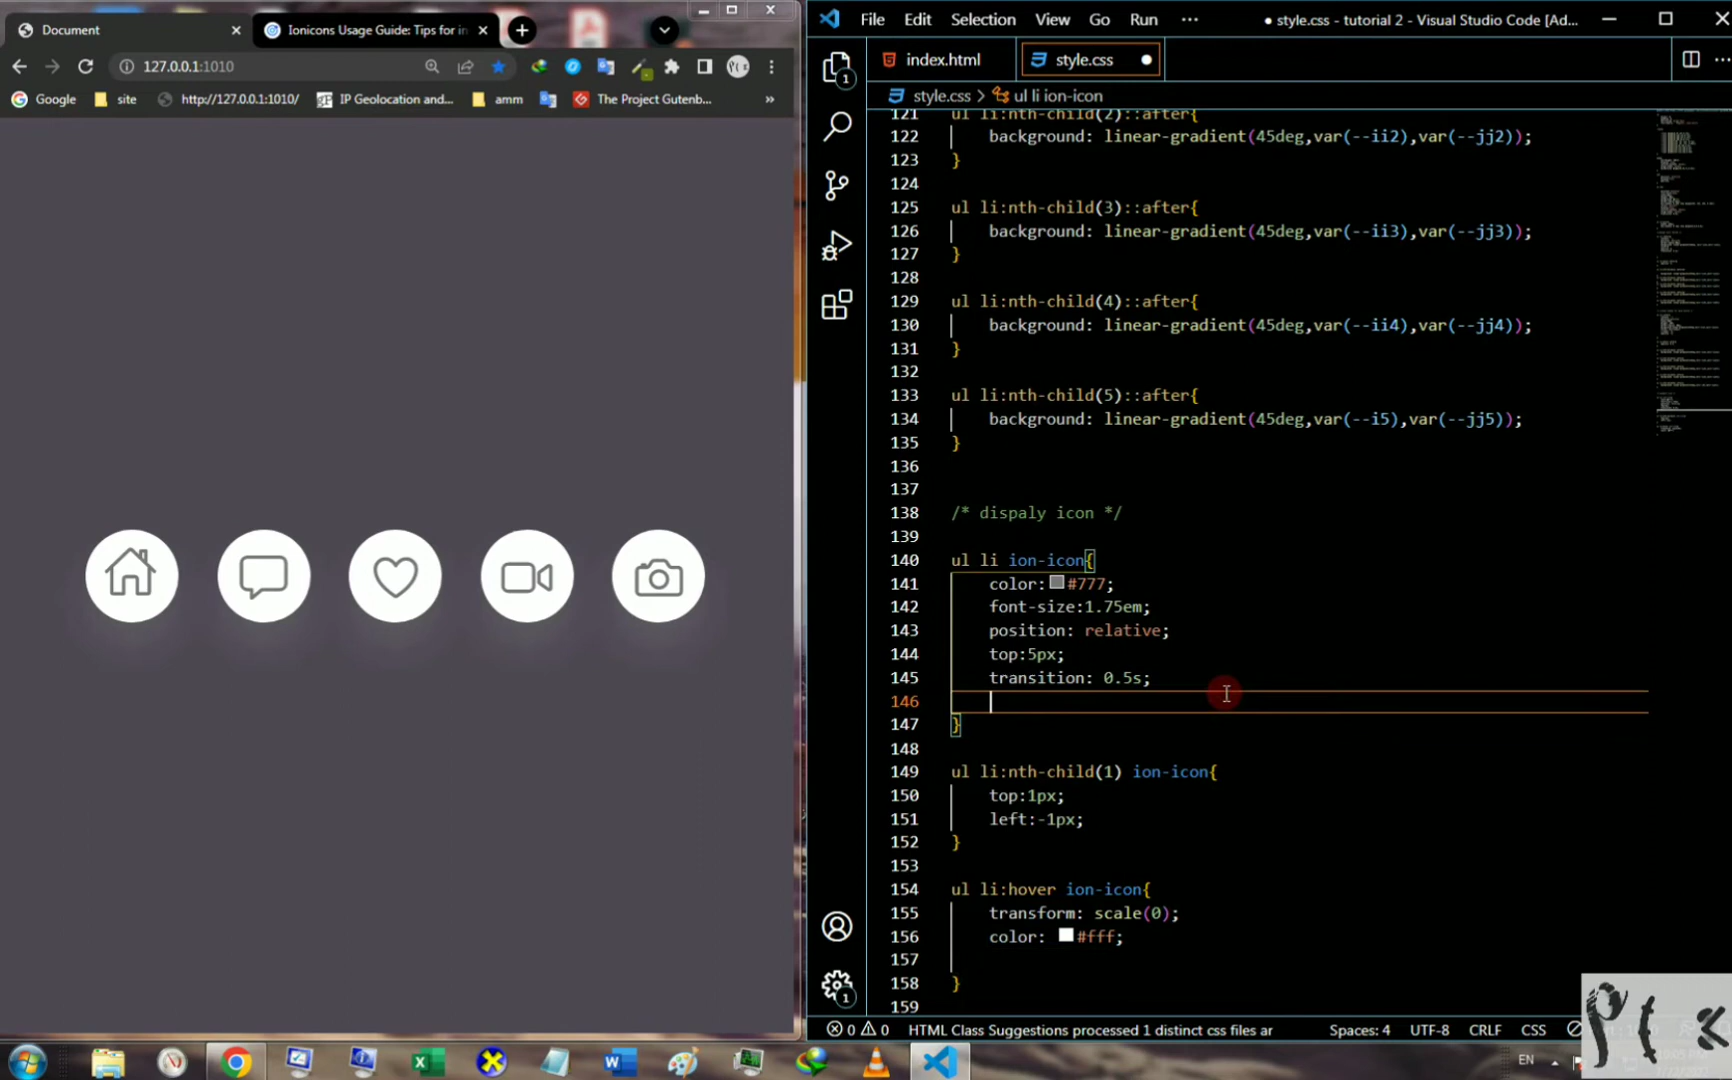 Document
Ionicons Usage Guide: Tips for in
127.0.0.1:1010
Google
site
http://127.0.0.1:1010/
IP Geolocation and...
amm
The Project Gutenb...
»
File Edit Selection View Go Run ···
● style.css - tutorial 2 - Visual Studio Code [Ad...
index.html
style.css
style.css > ul li ion-icon
121 ul li:nth-child(2)::after{
122 background: linear-gradient(45deg,var(--ii2),var(--jj2));
123 }
124
125 ul li:nth-child(3)::after{
126 background: linear-gradient(45deg,var(--ii3),var(--jj3));
127 }
128
129 ul li:nth-child(4)::after{
130 background: linear-gradient(45deg,var(--ii4),var(--jj4));
131 }
132
133 ul li:nth-child(5)::after{
134 background: linear-gradient(45deg,var(--i5),var(--jj5));
135 }
136
137
138 /* dispaly icon */
139
140 ul li ion-icon{
141 color: #777;
142 font-size:1.75em;
143 position: relative;
144 top:5px;
145 transition: 0.5s;
146
147 }
148
149 ul li:nth-child(1) ion-icon{
150 top:1px;
151 left:-1px;
152 }
153
154 ul li:hover ion-icon{
155 transform: scale(0);
156 color: #fff;
157
158 }
159
1
1
0 0 HTML Class Suggestions processed 1 distinct css files ar
Spaces: 4 UTF-8 CRLF CSS
EN